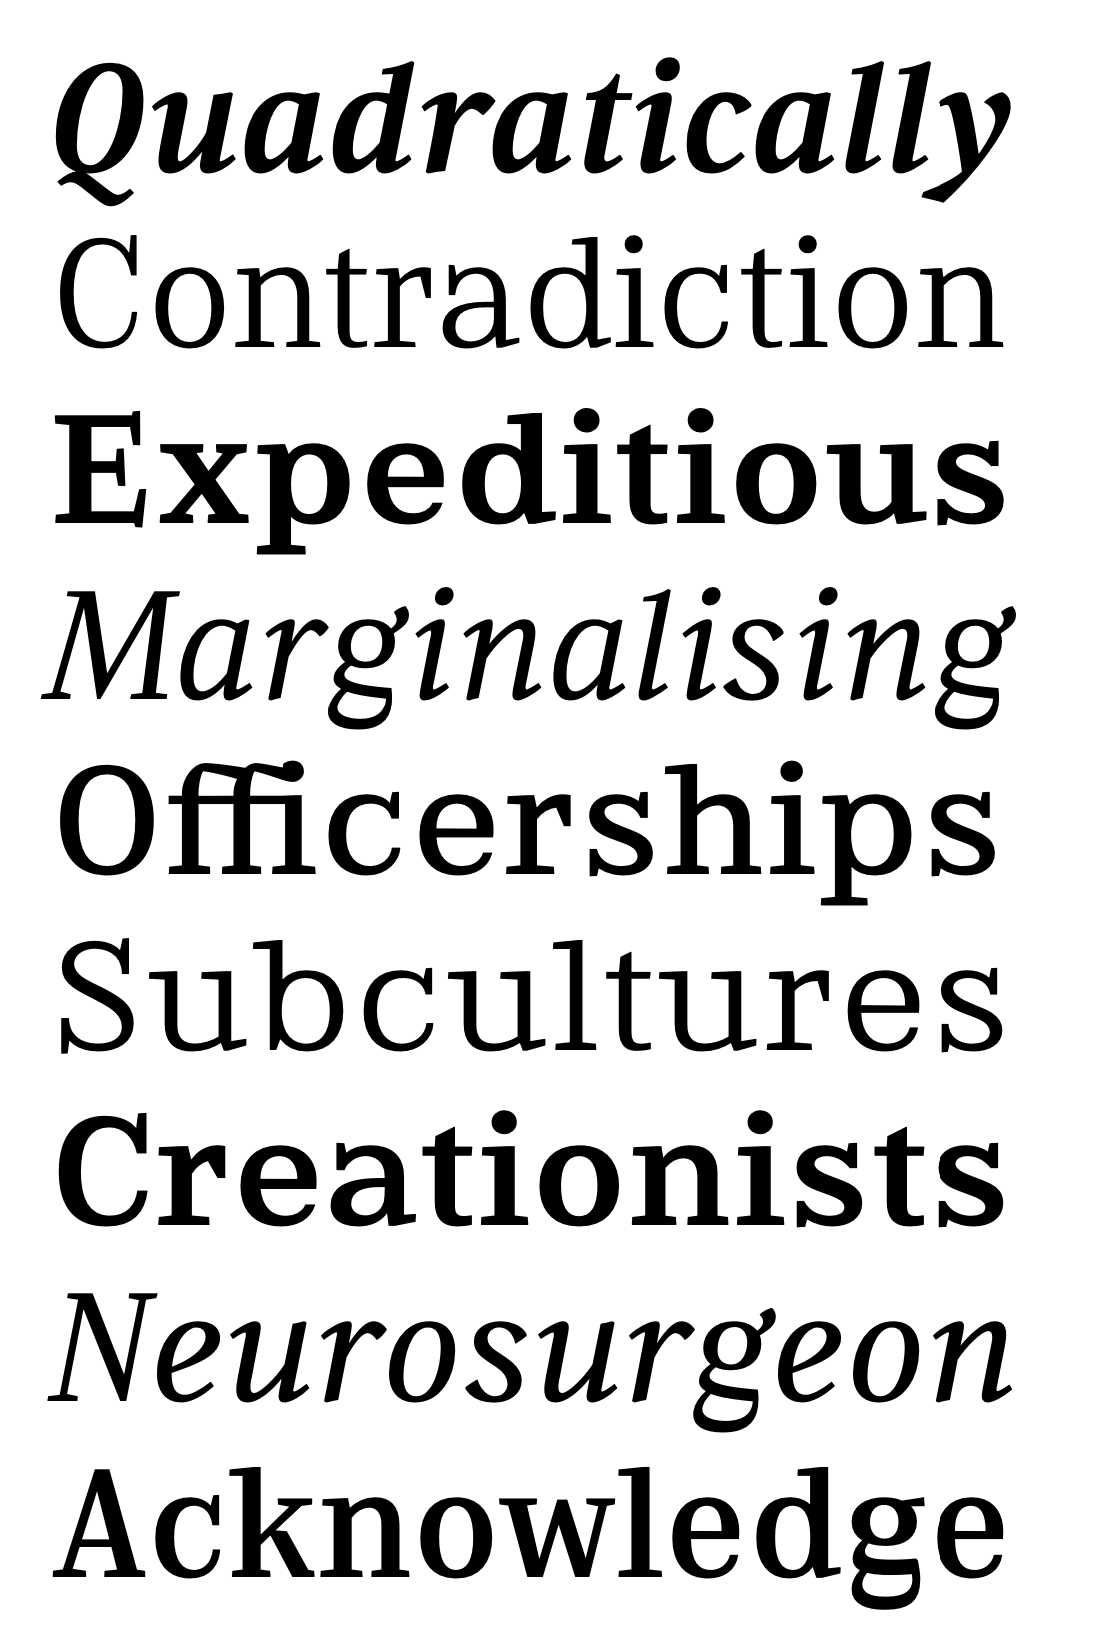 Quadratically
Contradiction
Expeditious
Marginalising
Officerships
Subcultures
Creationists
Neurosurgeon
Acknowledge